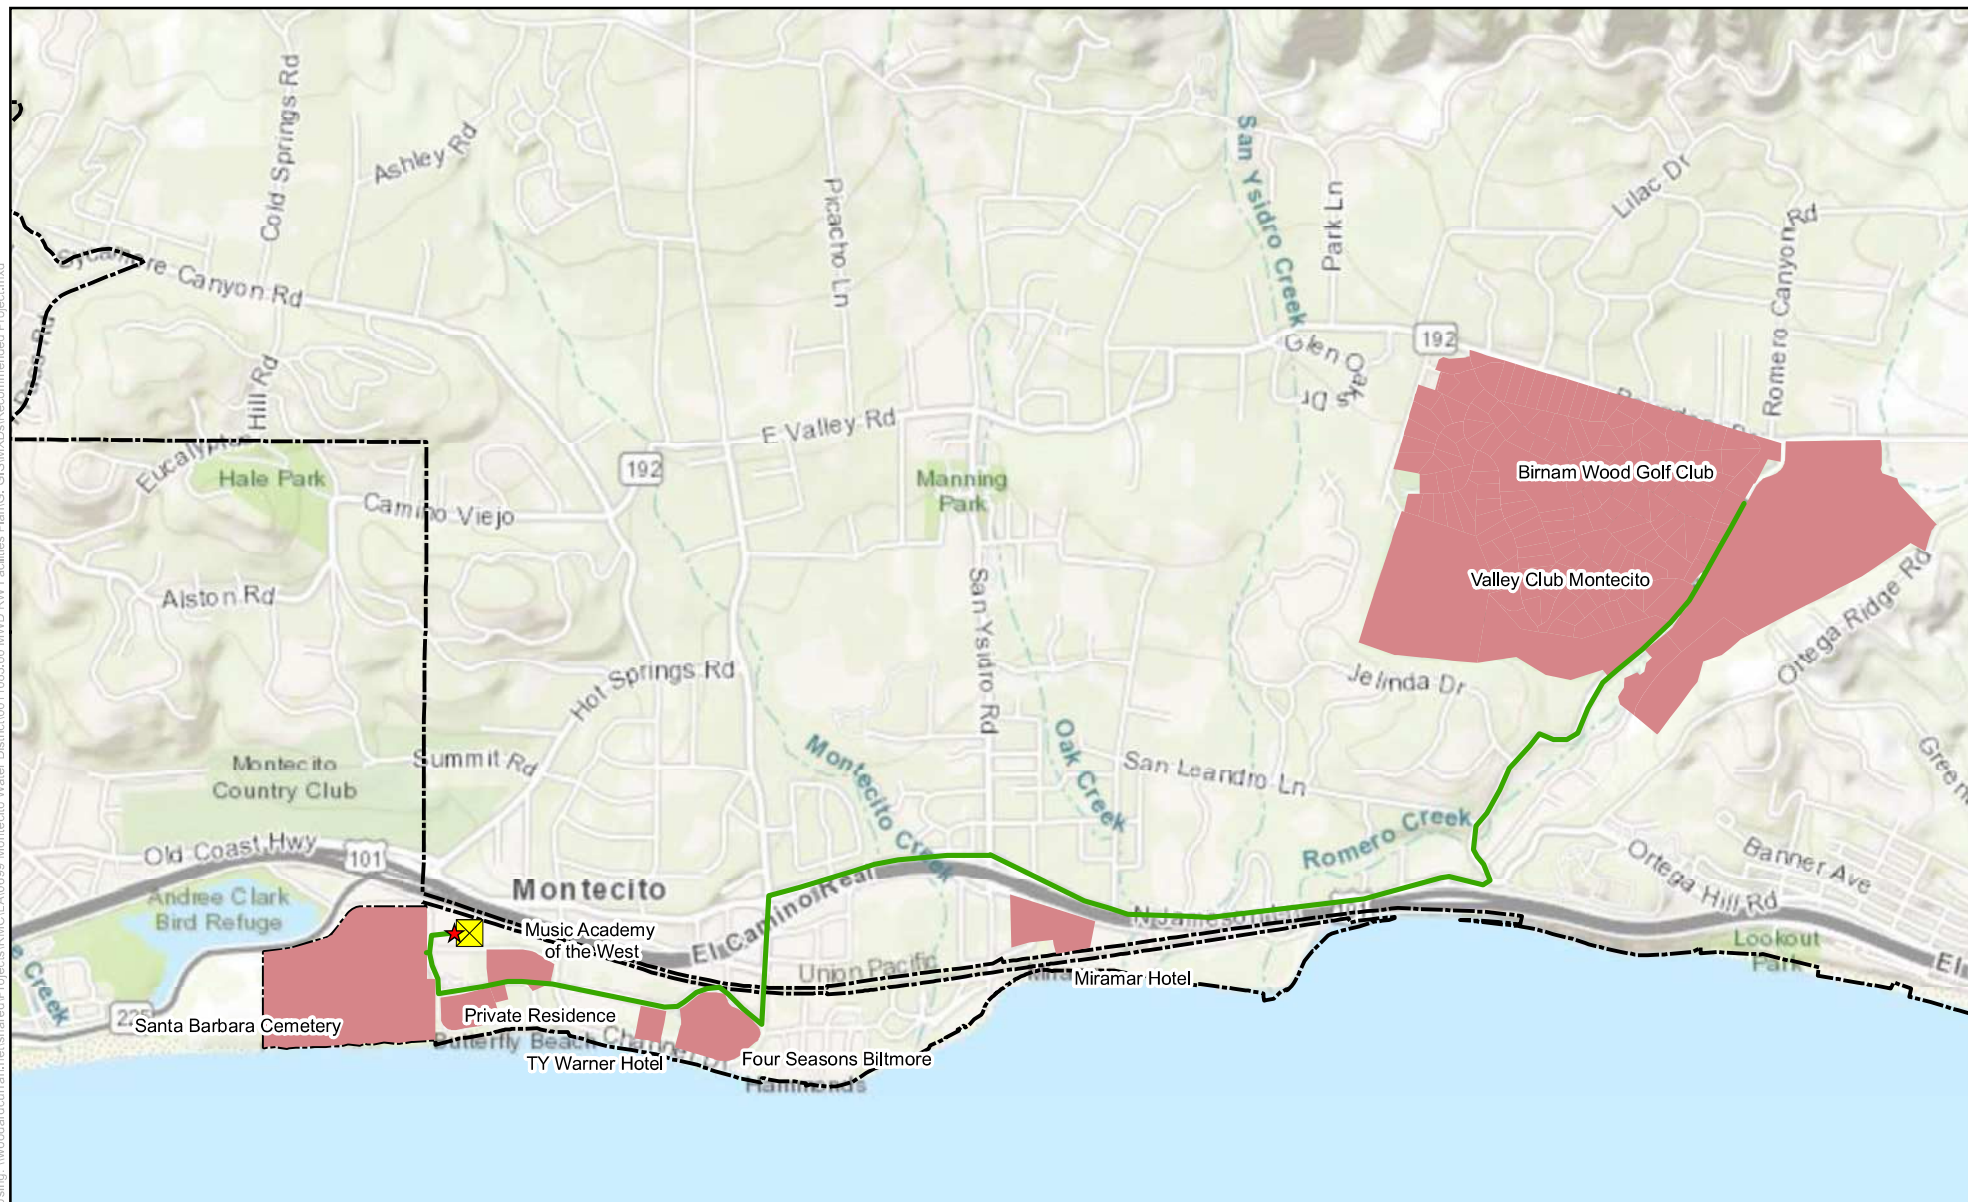 Cold Springs Rd
Ashley Rd
Picacho Ln
San Ysidro Creek
Park Ln
Lilac Dr
Romero Canyon Rd
Sycamore Canyon Rd
192
Glen Oaks Dr
Hill Rd
E Valley Rd
192
Eucalyptus
Hale Park
Camino Viejo
Manning
Park
Birnam Wood Golf Club
Valley Club Montecito
Alston Rd
San Ysidro Rd
Ortega Ridge Rd
Hot Springs Rd
Jelinda Dr
Montecito
Country Club
Summit Rd
Montecito Creek
Oak Creek
San Leandro Ln
Romero Creek
Old Coast Hwy
101
Banner Ave
Ortega Hill Rd
Andree Clark
Bird Refuge
Montecito
El Camino Real
Music Academy
of the West
Union Pacific
Lookout
Park
El
Miramar Hotel
Creek
225
Santa Barbara Cemetery
Private Residence
Butterfly Beach
Channel Dr
TY Warner Hotel
Four Seasons Biltmore
Hammonds